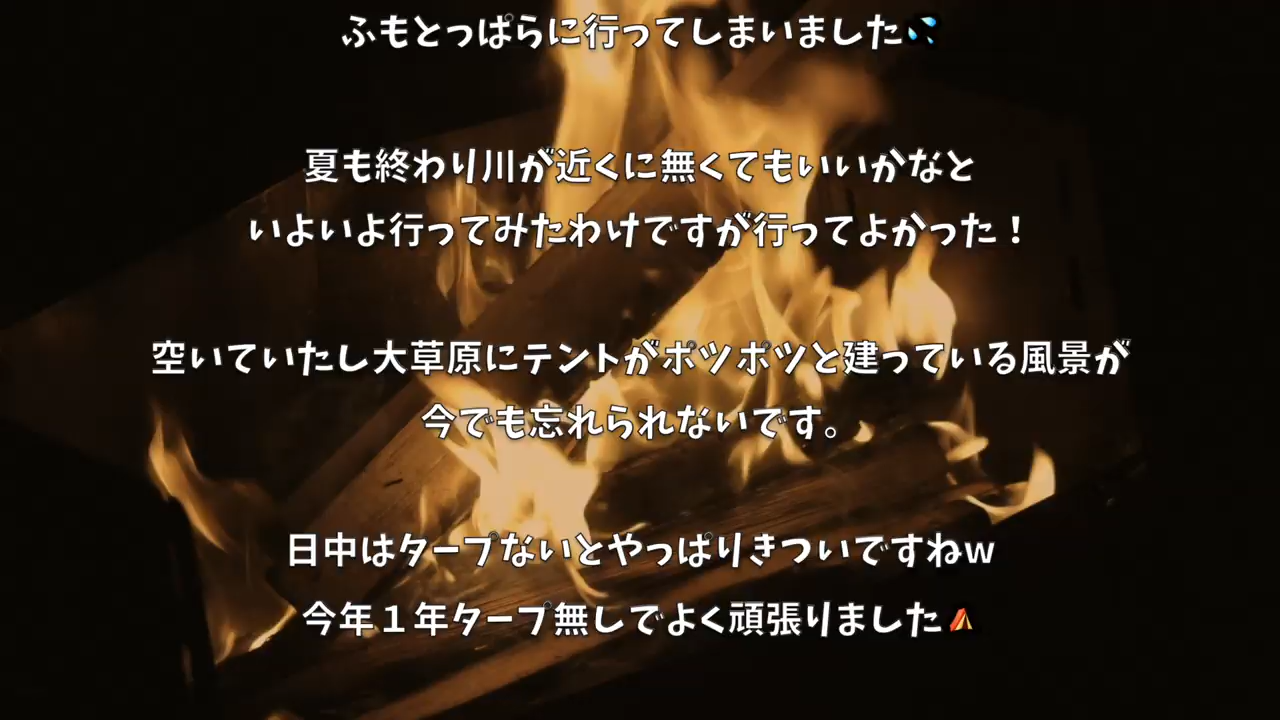 ふもとっぱらに行ってしまいました💦
夏も終わり川が近くに無くてもいいかなと
いよいよ行ってみたわけですが行ってよかった！
空いていたし大草原にテントがポツポツと建っている風景が
今でも忘れられないです。
日中はタープないとやっぱりきついですねw
今年１年タープ無しでよく頑張りました⛺